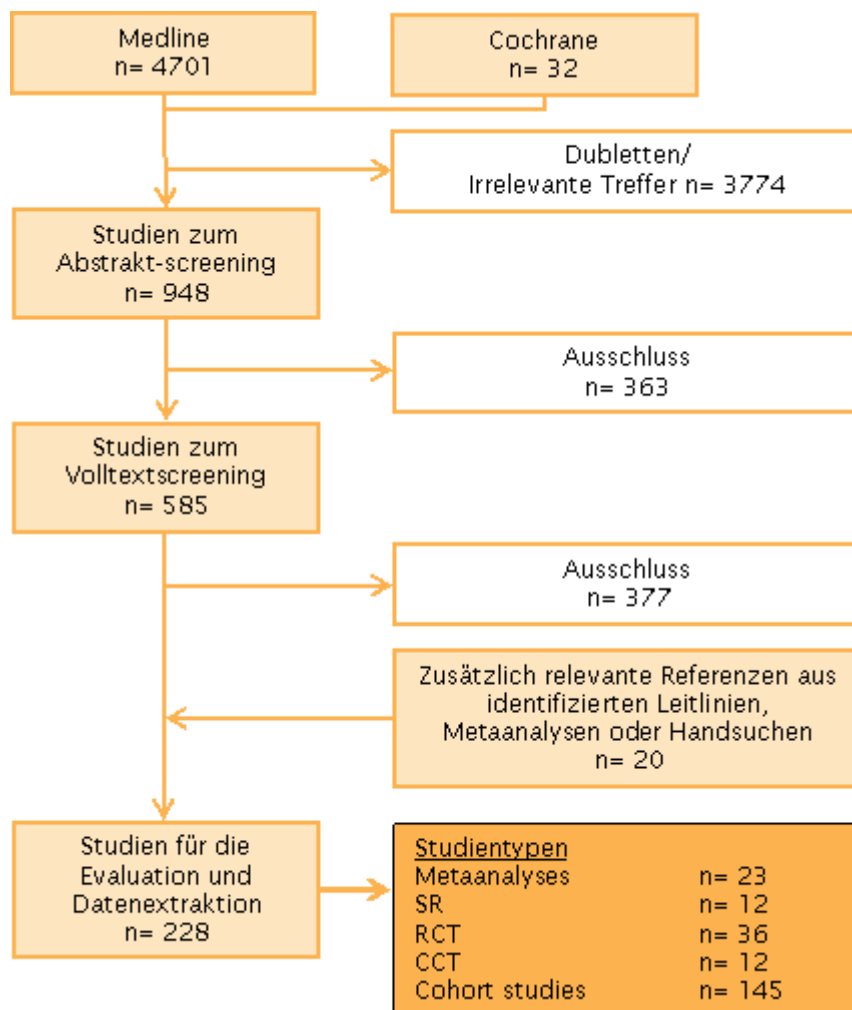 Medline
n= 4701
Cochrane
n= 32
Dubletten/
Irrelevante Treffer n= 3774
Studien zum
Abstrakt-screening
n= 948
Ausschluss
n= 363
Studien zum
Volltextscreening
n= 585
Ausschluss
n= 377
Zusätzlich relevante Referenzen aus
identifizierten Leitlinien,
Metaanalysen oder Handsuchen
n= 20
Studien für die
Evaluation und
Datenextraktion
n= 228
Studientypen
Metaanalyses n= 23
SR n= 12
RCT n= 36
CCT n= 12
Cohort studies n= 145